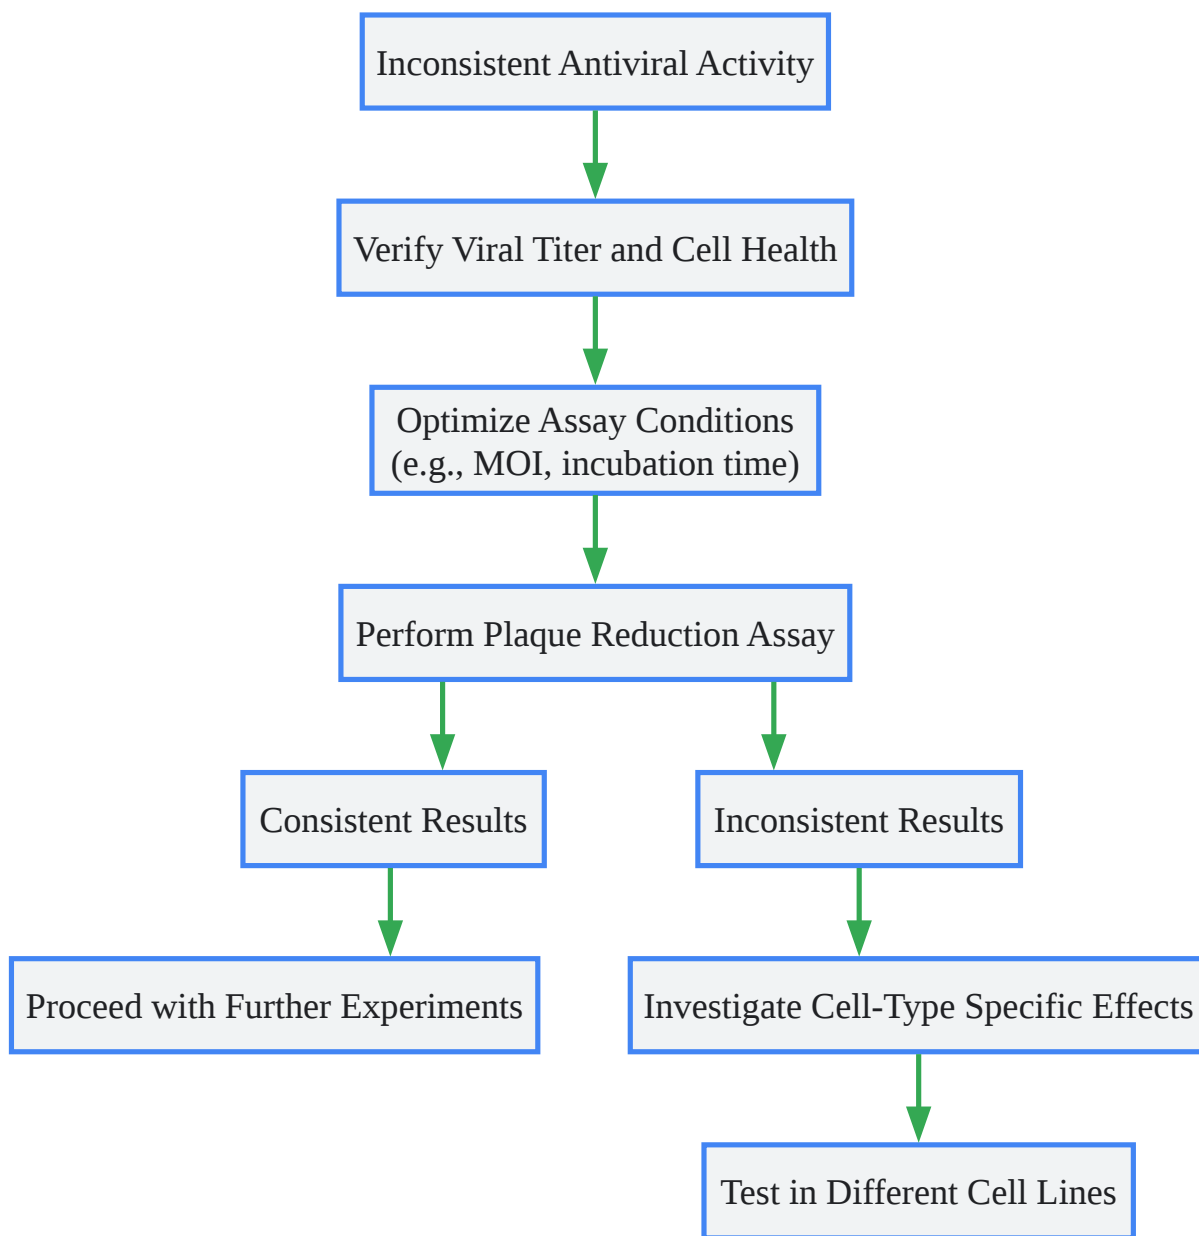 Inconsistent Antiviral Activity
Verify Viral Titer and Cell Health
Optimize Assay Conditions
(e.g., MOI, incubation time)
Perform Plaque Reduction Assay
Consistent Results
Inconsistent Results
Proceed with Further Experiments
Investigate Cell-Type Specific Effects
Test in Different Cell Lines